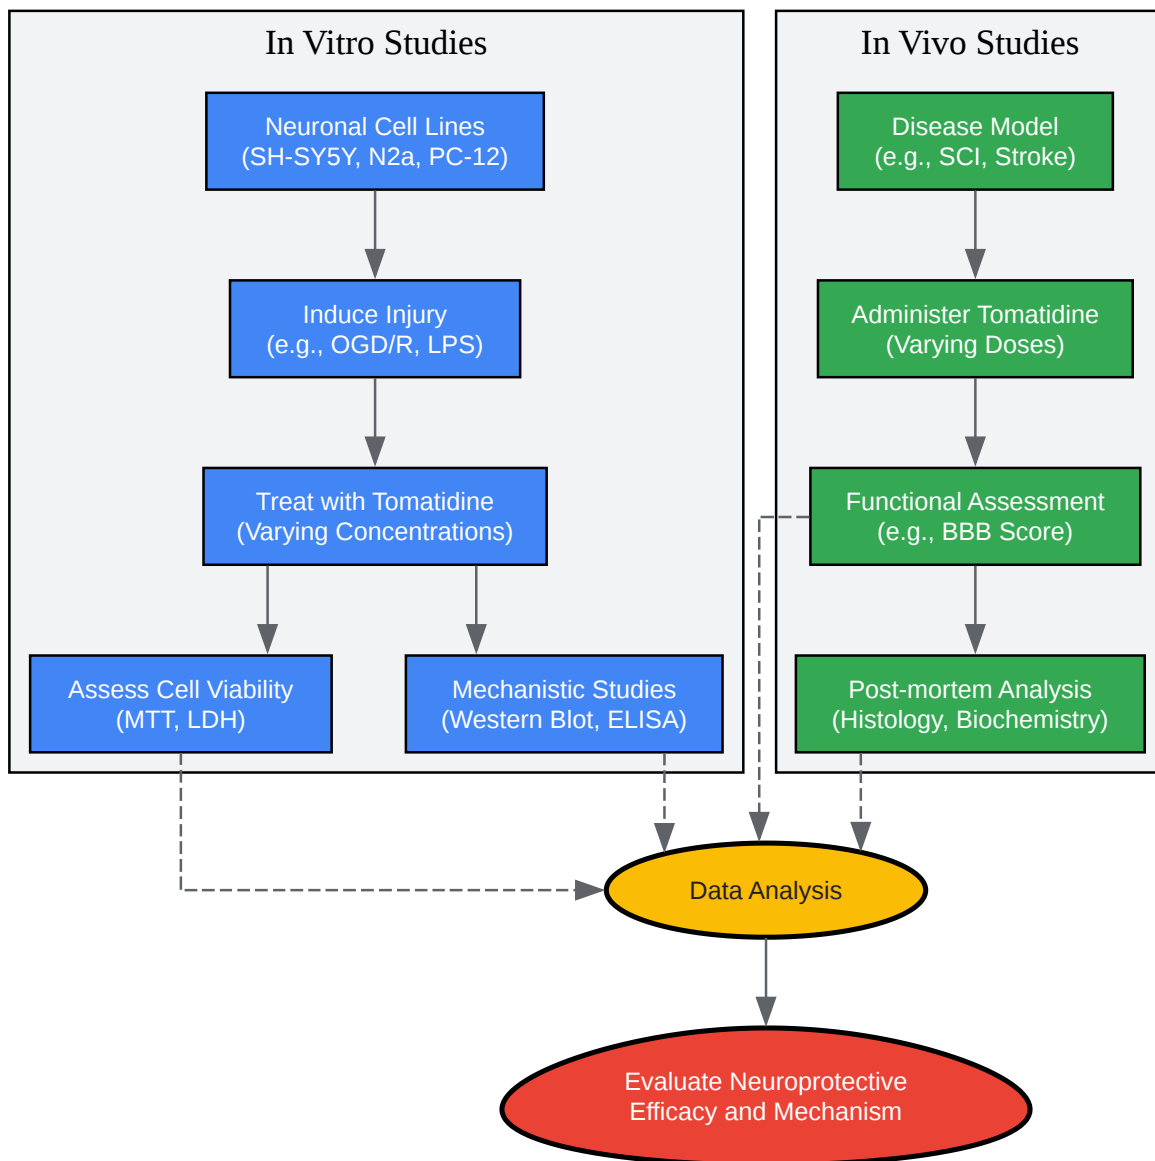 In Vitro Studies
Neuronal Cell Lines
(SH-SY5Y, N2a, PC-12)
Induce Injury
(e.g., OGD/R, LPS)
Treat with Tomatidine
(Varying Concentrations)
Assess Cell Viability
(MTT, LDH)
Mechanistic Studies
(Western Blot, ELISA)
In Vivo Studies
Disease Model
(e.g., SCI, Stroke)
Administer Tomatidine
(Varying Doses)
Functional Assessment
(e.g., BBB Score)
Post-mortem Analysis
(Histology, Biochemistry)
Data Analysis
Evaluate Neuroprotective
Efficacy and Mechanism